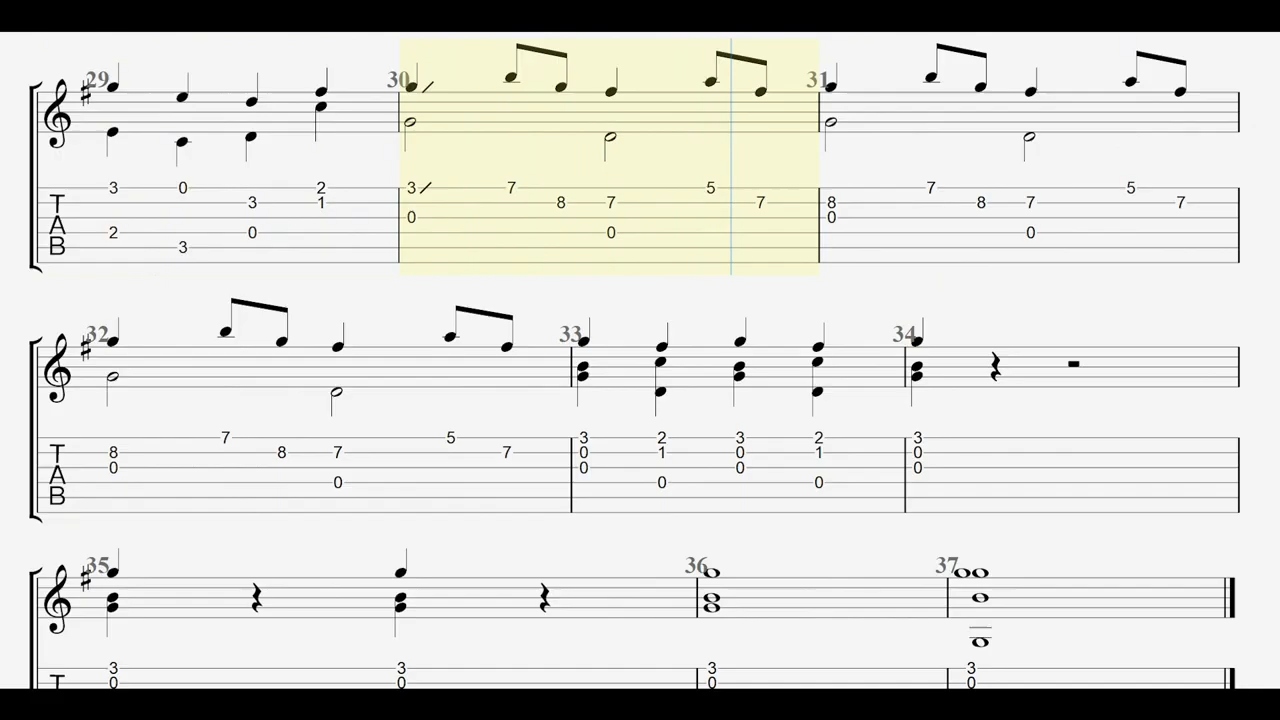 29 30 31
3 0 2 3 7 5 7 5
T 3 1 8 7 7 8 8 7 7
0 0
A 2 0 0 0
B 3
32 33 34
7 5 3 2 3 2 3
T 8 8 7 7 0 1 0 1 0
0 0 0 0
A 0 0 0
B
35 36 37
3 3 3 3
T 0 0 0 0